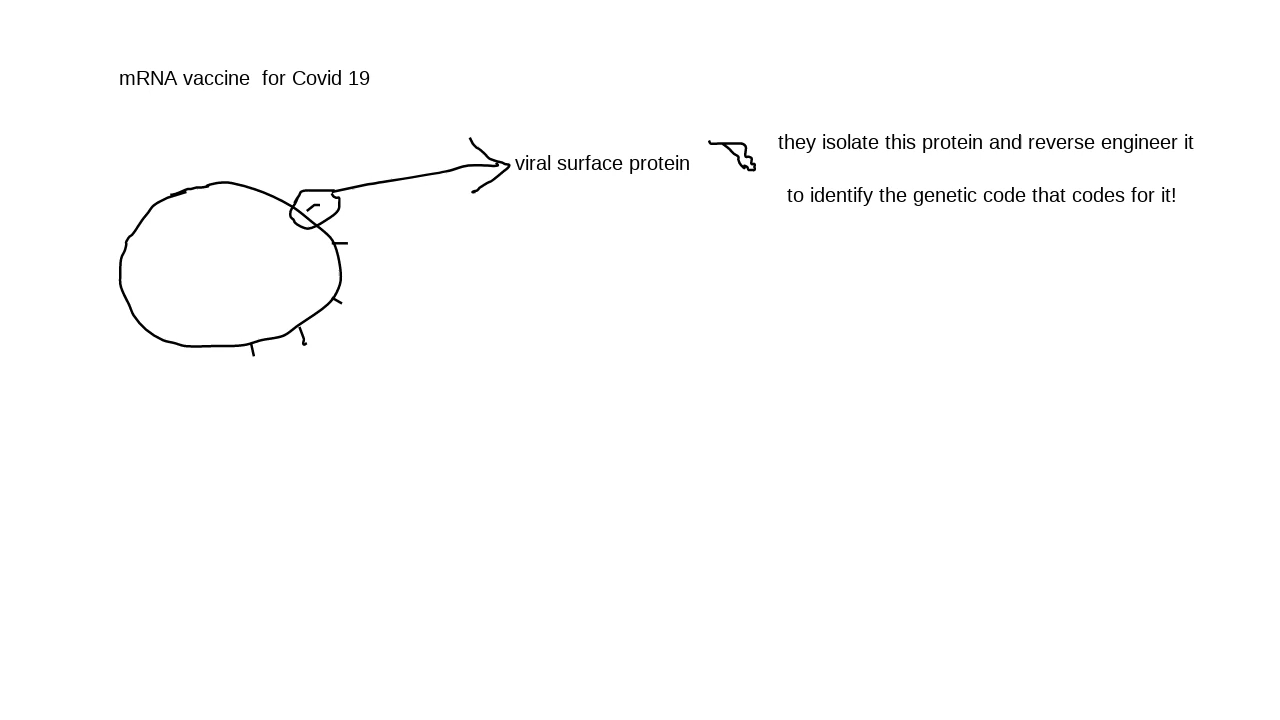 mRNA vaccine  for Covid 19
viral surface protein
they isolate this protein and reverse engineer it
to identify the genetic code that codes for it!